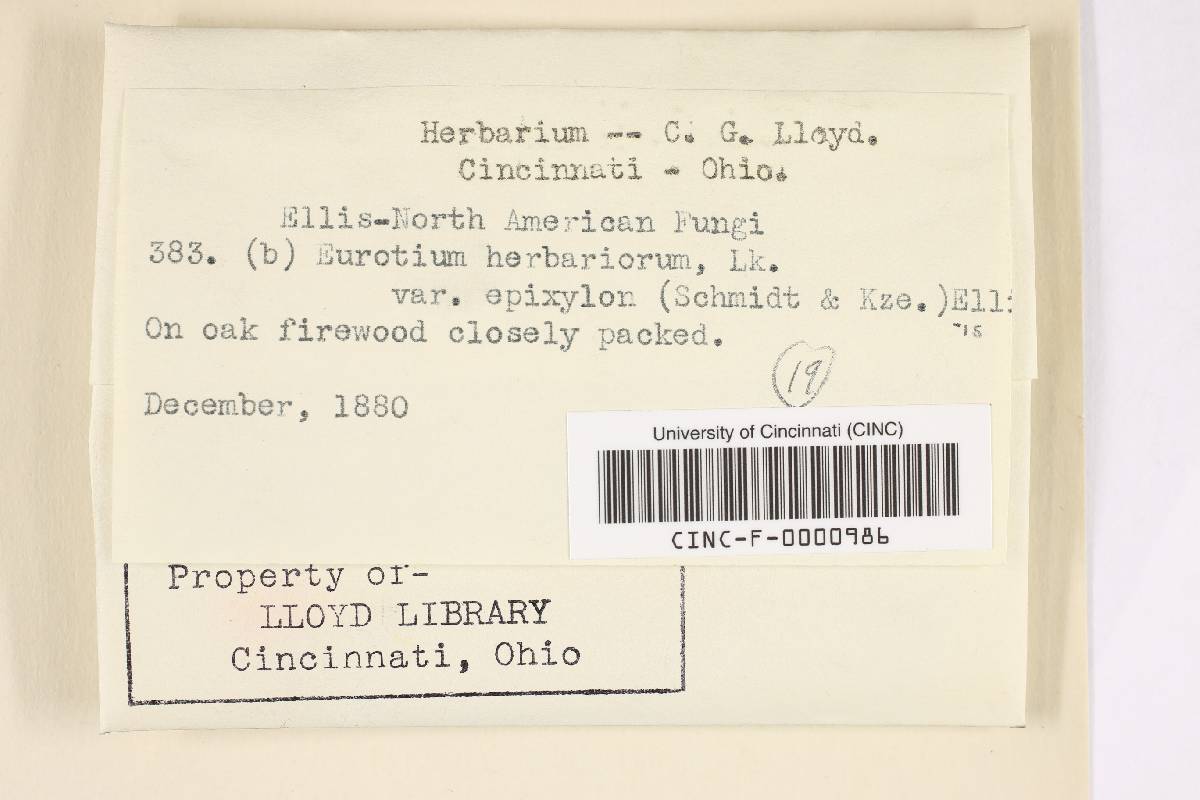 Herbarium -- C. G. Lloyd.
Cincinnati - Ohio.
Ellis-North American Fungi
383. (b) Eurotium herbariorum, Lk.
var. epixylon (Schmidt & Kze.)Elli
's
On oak firewood closely packed.
19
December, 1880
University of Cincinnati (CINC)
CINC-F-0000986
Property of-
LLOYD LIBRARY
Cincinnati, Ohio